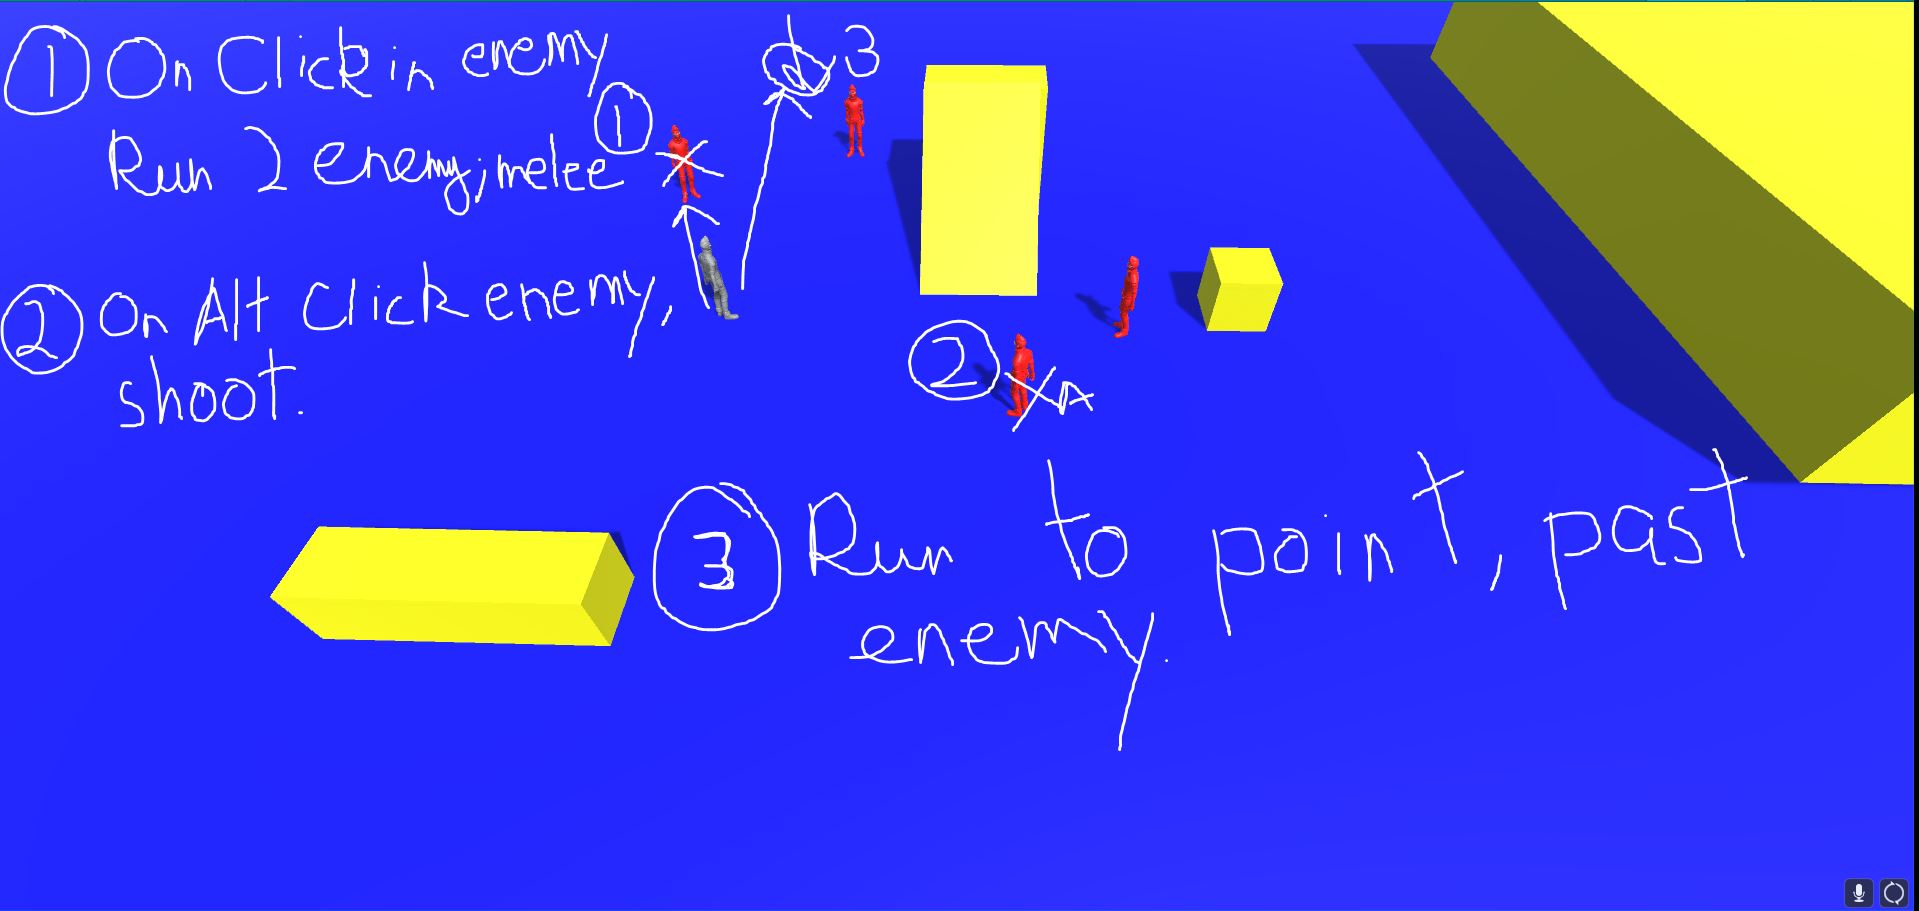 ① On Click in enemy
Run 2 enemy; melee
①
3
② On Alt Click enemy,
shoot.
②
A
③ Run to point, past
enemy.